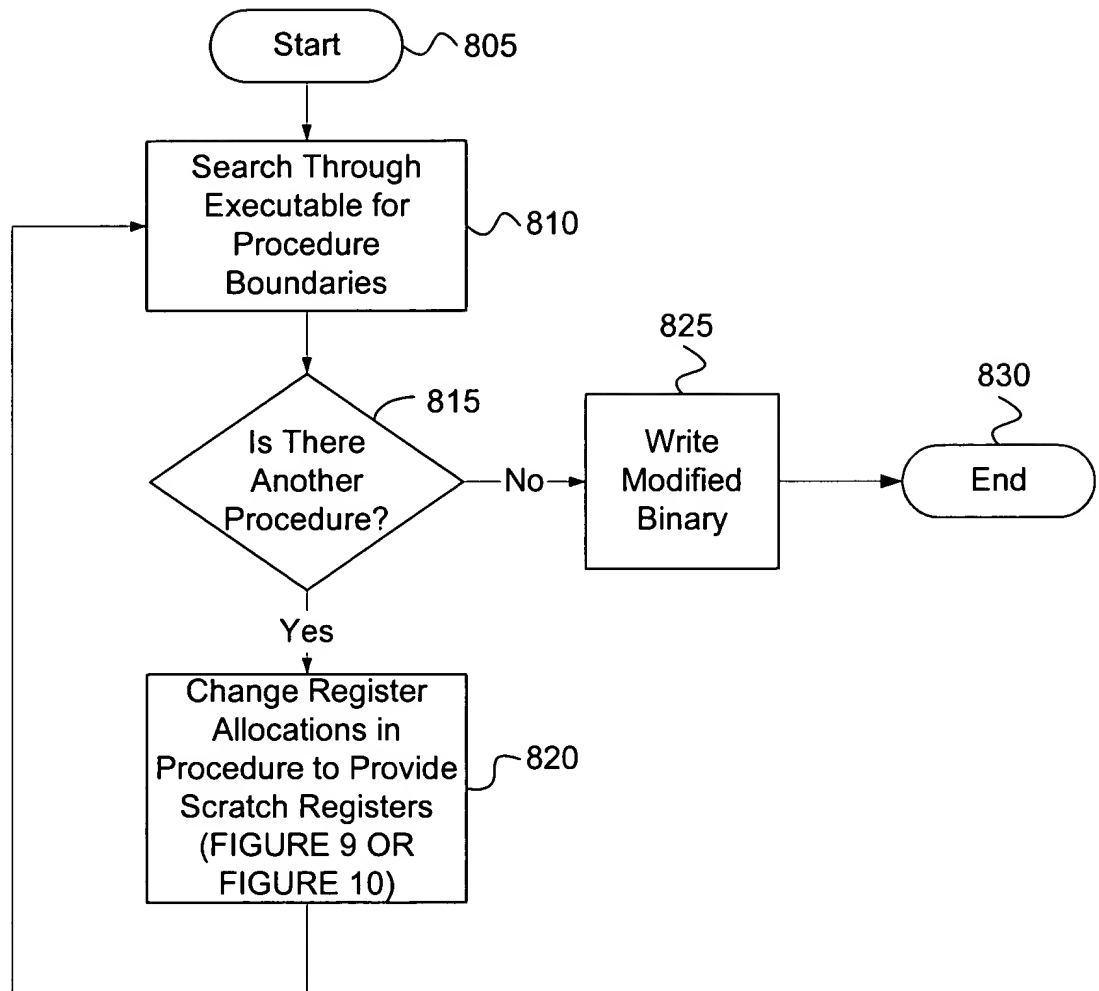 Start
805
Search Through
Executable for
Procedure
Boundaries
810
Is There
Another
Procedure?
815
No
825
Write
Modified
Binary
830
End
Yes
Change Register
Allocations in
Procedure to Provide
Scratch Registers
(FIGURE 9 OR
FIGURE 10)
820